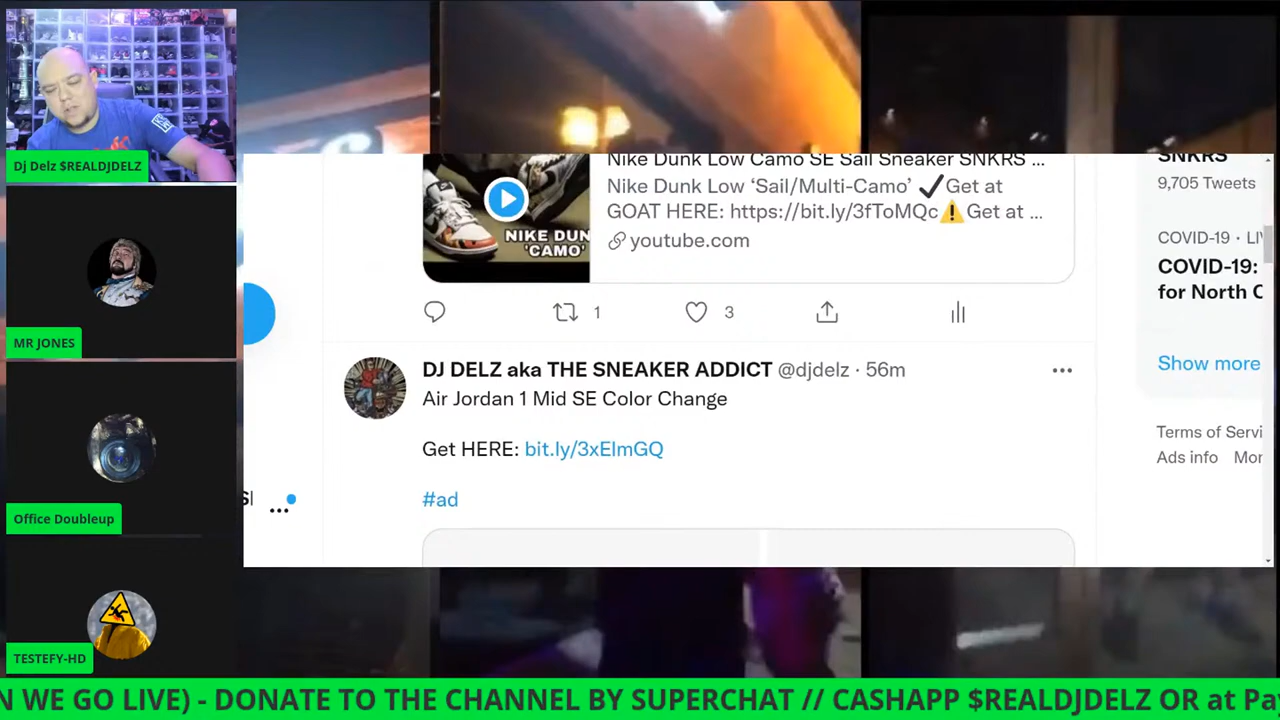 Dj Delz $REALDJDELZ
MR JONES
Office Doubleup
TESTEFY-HD
NIKE DUN
'CAMO'
Nike Dunk Low Camo SE Sail Sneaker SNKRS ...
Nike Dunk Low ‘Sail/Multi-Camo’ ✔Get at
GOAT HERE: https://bit.ly/3fToMQc⚠Get at ...
youtube.com
1
3
DJ DELZ aka THE SNEAKER ADDICT @djdelz · 56m
Air Jordan 1 Mid SE Color Change
Get HERE: bit.ly/3xElmGQ
#ad
SNKRS
9,705 Tweets
COVID-19 · LI
COVID-19:
for North C
Show more
Terms of Servi
Ads info Mor
N WE GO LIVE) - DONATE TO THE CHANNEL BY SUPERCHAT // CASHAPP $REALDJDELZ OR at Pay